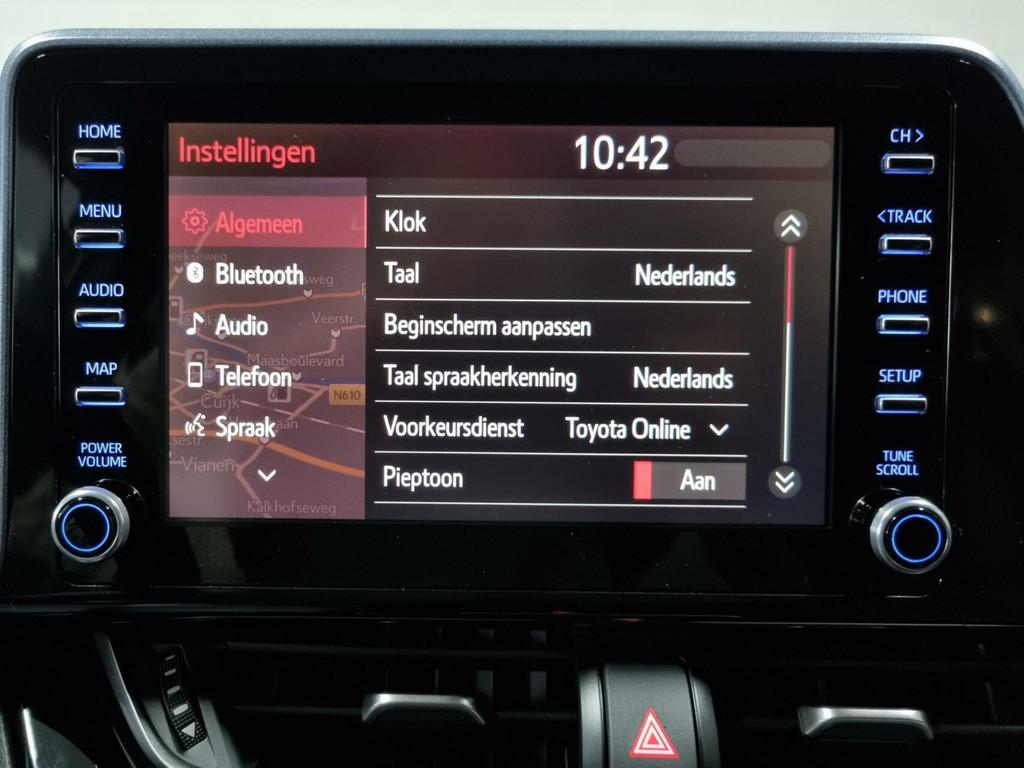 HOME
MENU
AUDIO
MAP
POWER
VOLUME
Instellingen
10:42
Algemeen
Bluetooth
Audio
Telefoon
Spraak
Veerstr.
Maasboulevard
N610
Cuijk
Vianen
Kalkhofseweg
Klok
Taal Nederlands
Beginscherm aanpassen
Taal spraakherkenning Nederlands
Voorkeursdienst Toyota Online
Pieptoon Aan
CH >
<TRACK
PHONE
SETUP
TUNE
SCROLL